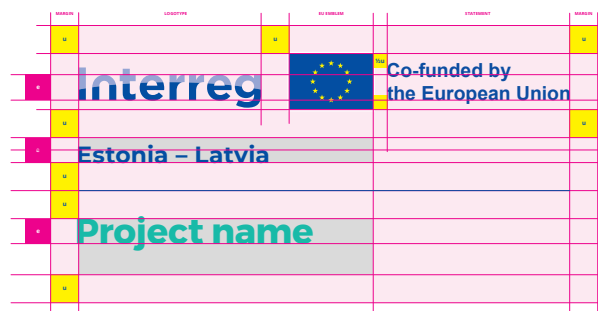 MARGIN LOGOTYPE EU EMBLEM STATEMENT MARGIN
u u u
½u
Interreg Co-funded by
the European Union
e
u u
Estonia – Latvia
u
u
e Project name
u